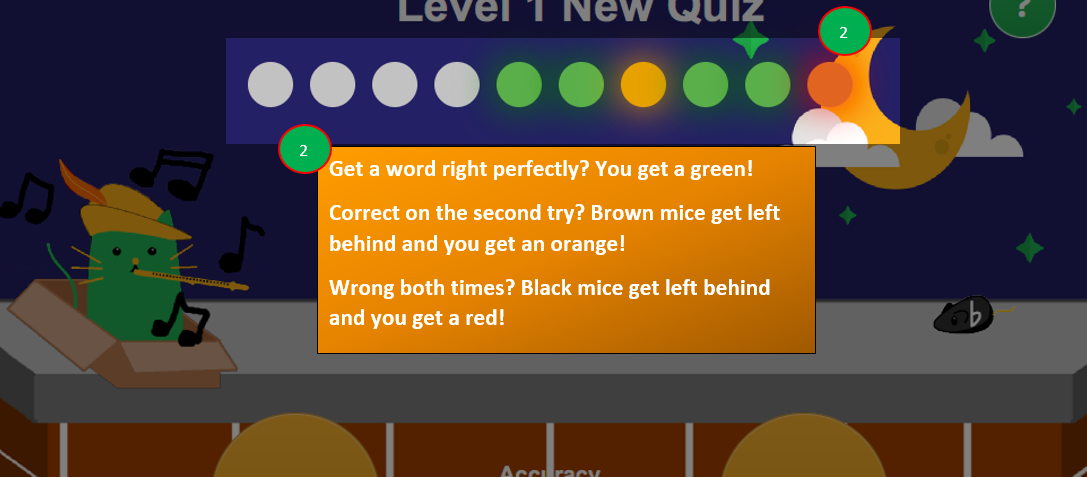 Level 1 New Quiz
?
2
2
Get a word right perfectly? You get a green!
Correct on the second try? Brown mice get left
behind and you get an orange!
Wrong both times? Black mice get left behind
and you get a red!
b
Accuracy